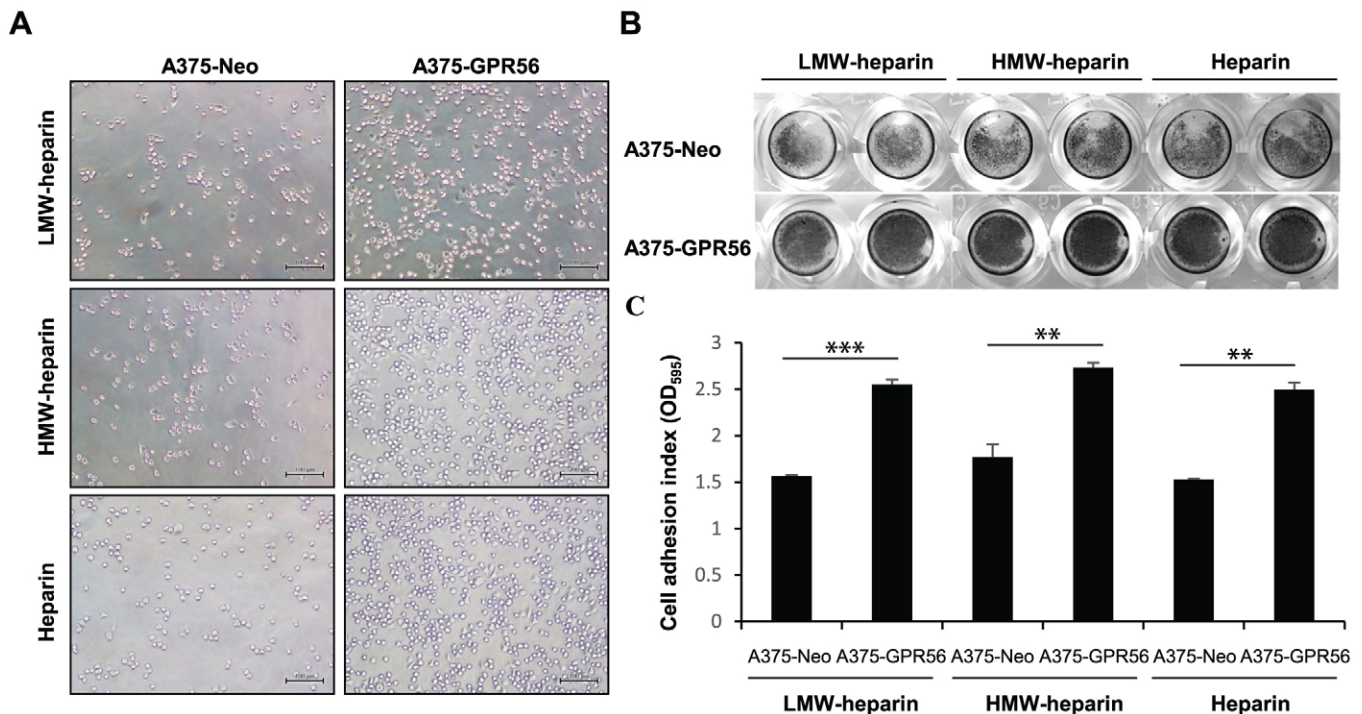 A
A375-Neo
A375-GPR56
LMW-heparin
HMW-heparin
Heparin
B
LMW-heparin
HMW-heparin
Heparin
A375-Neo
A375-GPR56
C
Cell adhesion index (OD595)
3
2.5
2
1.5
1
0.5
0
***
**
**
A375-Neo A375-GPR56 A375-Neo A375-GPR56 A375-Neo A375-GPR56
LMW-heparin
HMW-heparin
Heparin